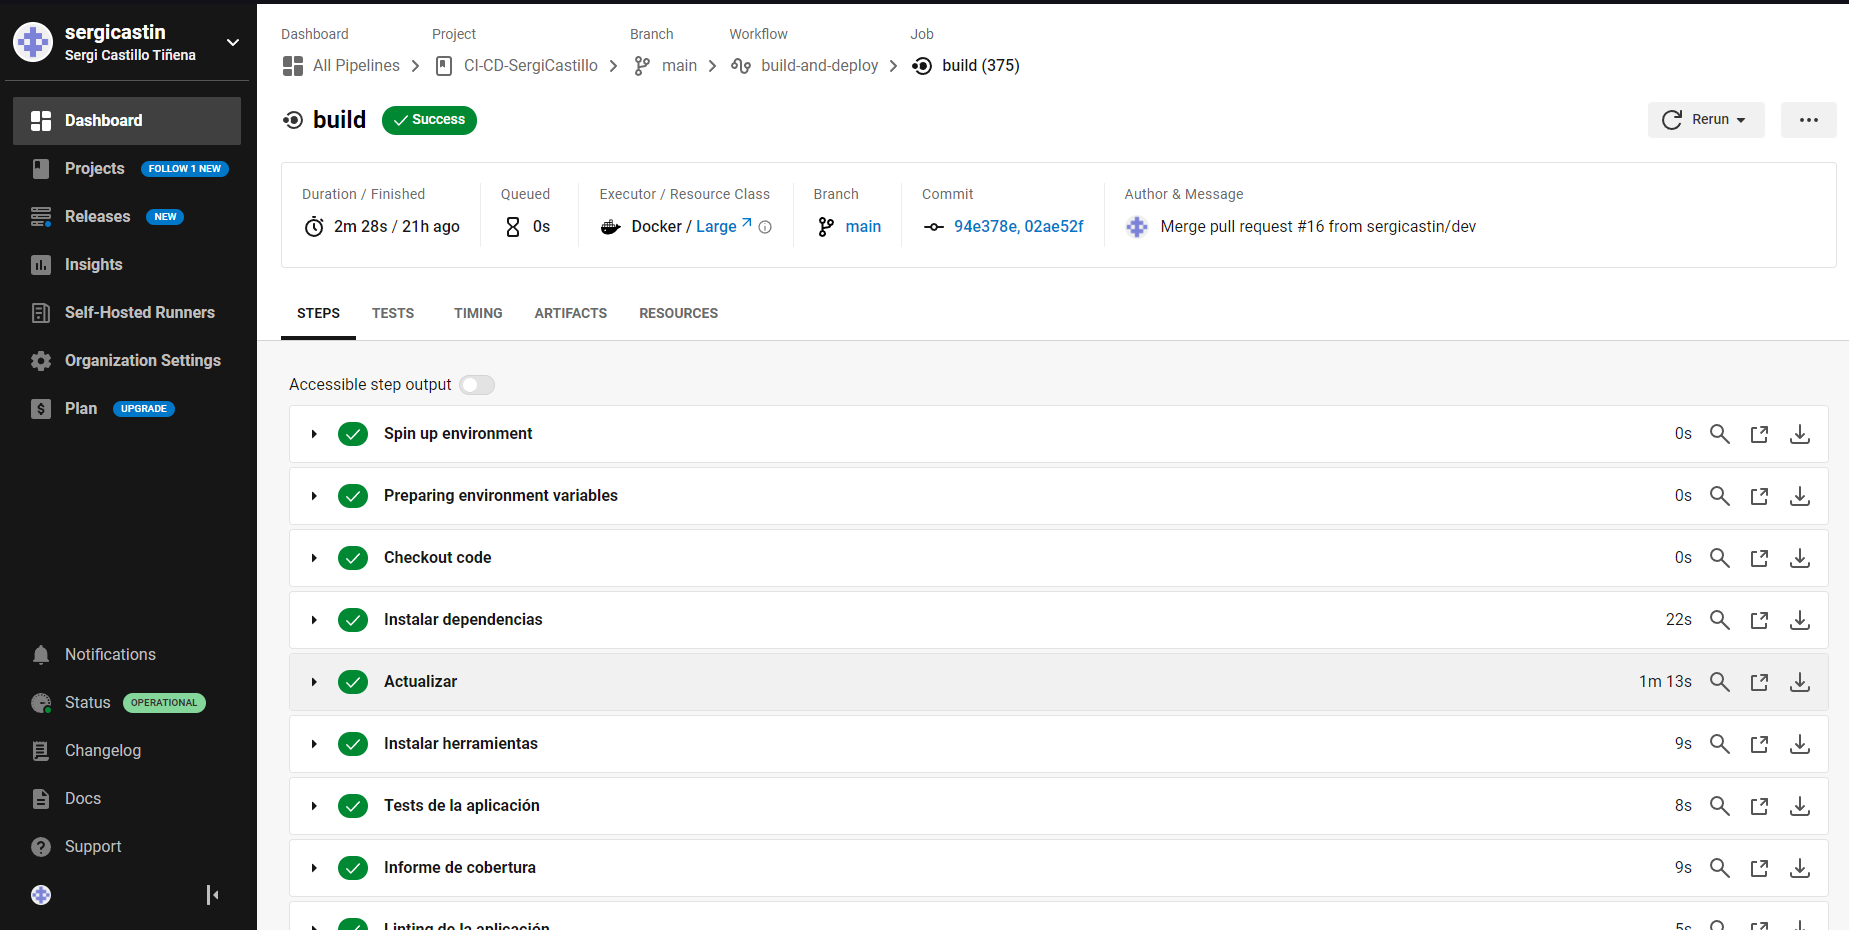 sergicastin
Sergi Castillo Tiñena
Dashboard
Projects FOLLOW 1 NEW
Releases NEW
Insights
Self-Hosted Runners
Organization Settings
Plan UPGRADE
Notifications
Status OPERATIONAL
Changelog
Docs
Support
Dashboard Project Branch Workflow Job
All Pipelines CI-CD-SergiCastillo main build-and-deploy build (375)
build Success
Rerun
Duration / Finished Queued Executor / Resource Class Branch Commit Author & Message
2m 28s / 21h ago 0s Docker / Large main 94e378e, 02ae52f Merge pull request #16 from sergicastin/dev
STEPS TESTS TIMING ARTIFACTS RESOURCES
Accessible step output
Spin up environment 0s
Preparing environment variables 0s
Checkout code 0s
Instalar dependencias 22s
Actualizar 1m 13s
Instalar herramientas 9s
Tests de la aplicación 8s
Informe de cobertura 9s
Linting de la aplicación 5s